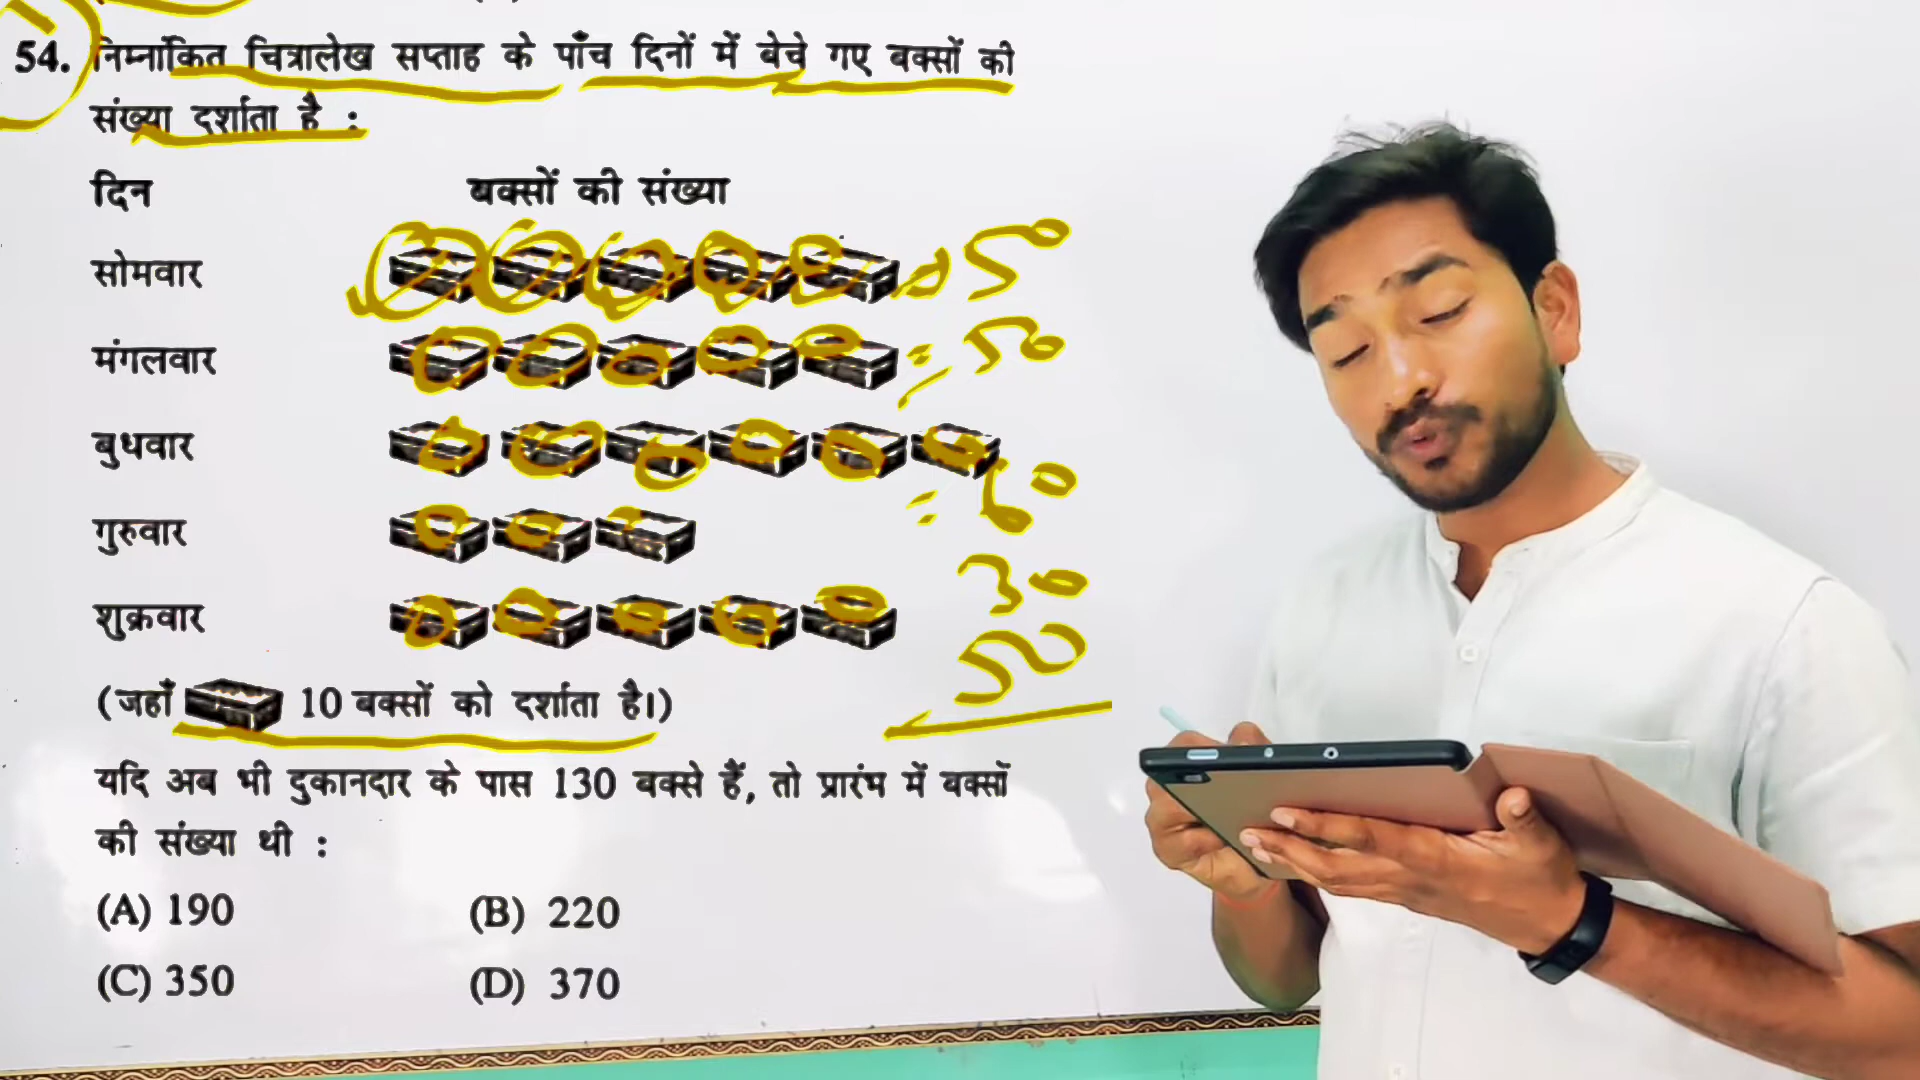 54. निम्नांकित चित्रालेख सप्ताह के पाँच दिनों में बेचे गए बक्सों की
संख्या दर्शाता है :
दिन बक्सों की संख्या
सोमवार = 50
मंगलवार = 50
बुधवार = 60
गुरुवार 30
शुक्रवार 50
(जहाँ 10 बक्सों को दर्शाता है।)
यदि अब भी दुकानदार के पास 130 बक्से हैं, तो प्रारंभ में बक्सों
की संख्या थी :
(A) 190 (B) 220
(C) 350 (D) 370